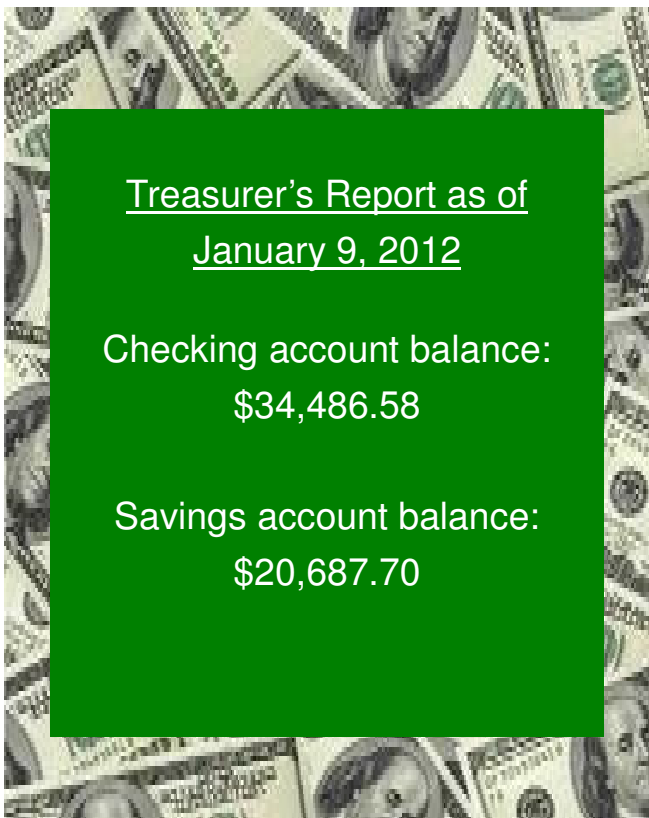 Treasurer’s Report as of
January 9, 2012
Checking account balance:
$34,486.58
Savings account balance:
$20,687.70